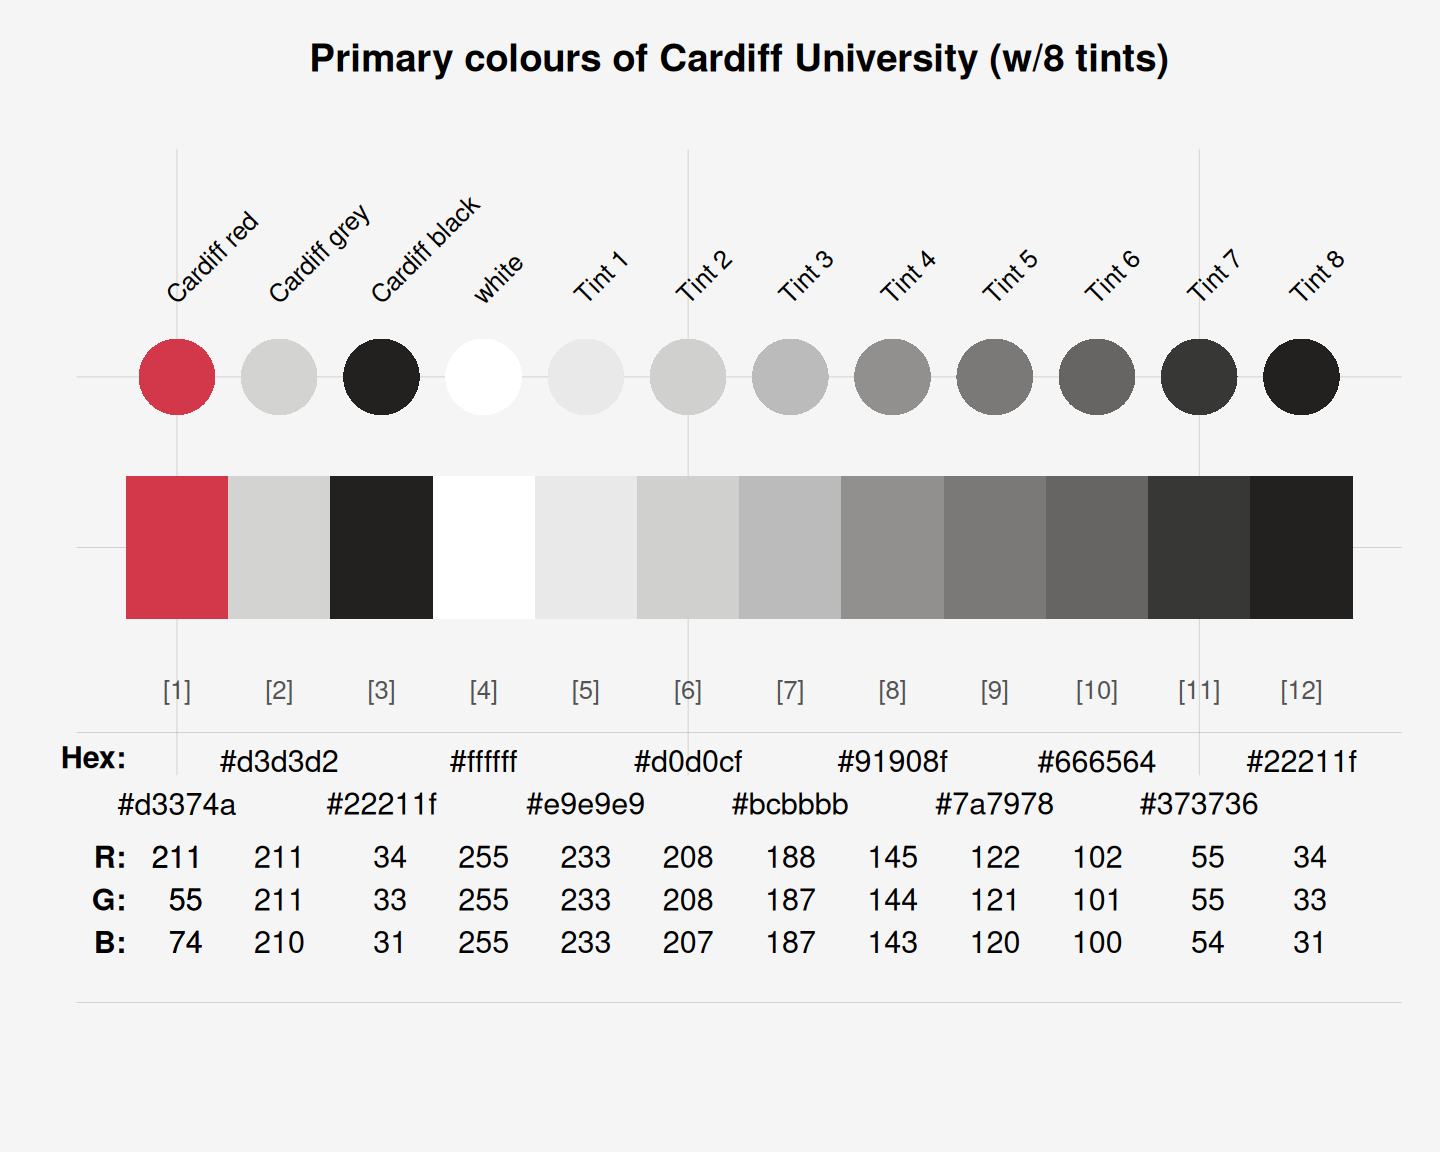 Primary colours of Cardiff University (w/8 tints)
Cardiff red
Cardiff grey
Cardiff black
white
Tint 1
Tint 2
Tint 3
Tint 4
Tint 5
Tint 6
Tint 7
Tint 8
[1] [2] [3] [4] [5] [6] [7] [8] [9] [10] [11] [12]
Hex: #d3d3d2 #ffffff #d0d0cf #91908f #666564 #22211f
#d3374a #22211f #e9e9e9 #bcbbbb #7a7978 #373736
R: 211 211 34 255 233 208 188 145 122 102 55 34
G: 55 211 33 255 233 208 187 144 121 101 55 33
B: 74 210 31 255 233 207 187 143 120 100 54 31